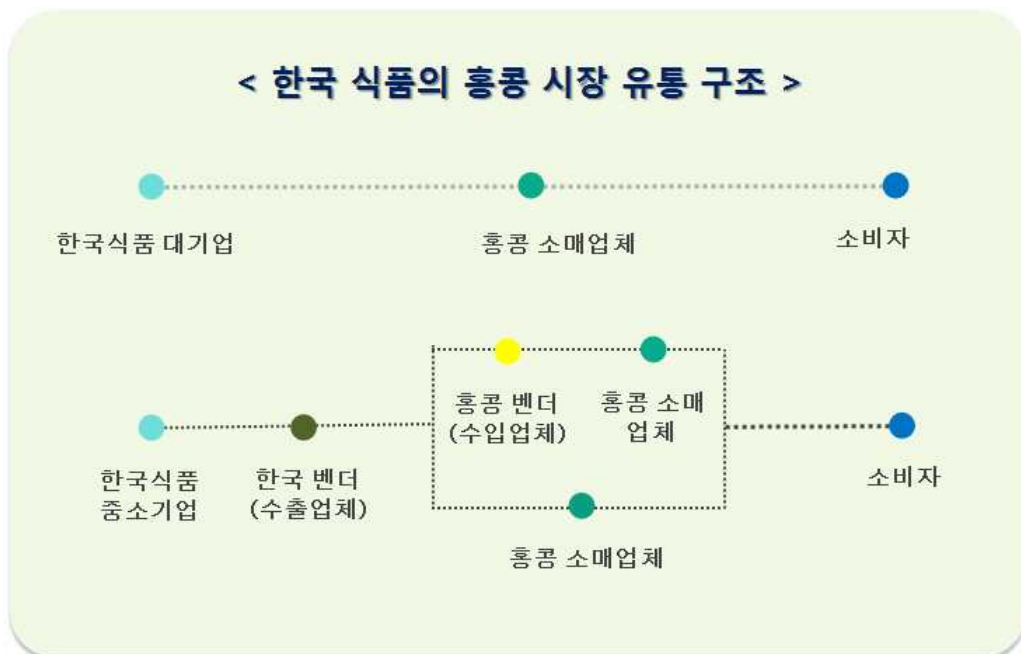 < 한국 식품의 홍콩 시장 유통 구조 >
한국식품 대기업
홍콩 소매업체
소비자
홍콩 벤더
(수입업체)
홍콩 소매
업체
한국식품
중소기업
한국 벤더
(수출업체)
소비자
홍콩 소매업체